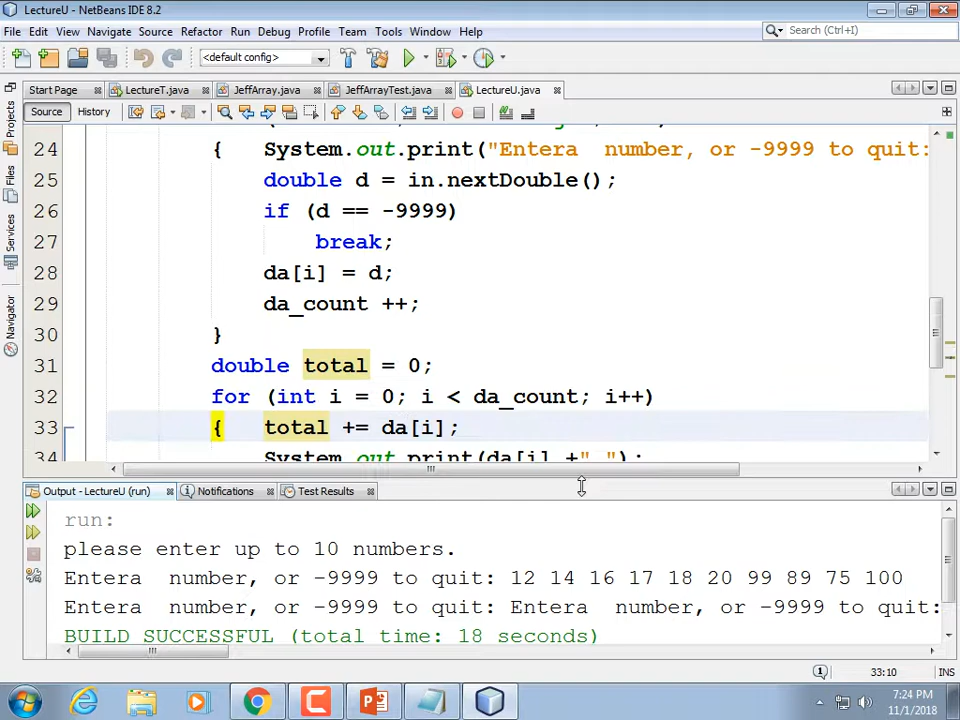 LectureU - NetBeans IDE 8.2
File Edit View Navigate Source Refactor Run Debug Profile Team Tools Window Help
Search (Ctrl+I)
<default config>
Start Page LectureT.java JeffArray.java JeffArrayTest.java LectureU.java
Source History
Projects
Files
Services
Navigator
24 { System.out.print("Entera  number, or -9999 to quit:
25 double d = in.nextDouble();
26 if (d == -9999)
27 break;
28 da[i] = d;
29 da_count ++;
30 }
31 double total = 0;
32 for (int i = 0; i < da_count; i++)
33 { total += da[i];
34 System.out.print(da[i] +" ");
Output - LectureU (run) Notifications Test Results
run:
please enter up to 10 numbers.
Entera  number, or -9999 to quit: 12 14 16 17 18 20 99 89 75 100
Entera  number, or -9999 to quit: Entera  number, or -9999 to quit:
BUILD SUCCESSFUL (total time: 18 seconds)
33:10 INS
7:24 PM
11/1/2018